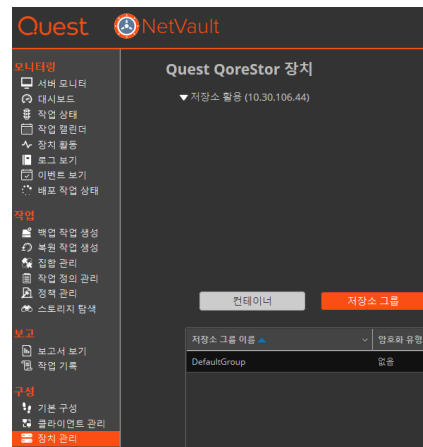 Quest NetVault
모니터링
서버 모니터
대시보드
작업 상태
작업 캘린더
장치 활동
로그 보기
이벤트 보기
배포 작업 상태
작업
백업 작업 생성
복원 작업 생성
집합 관리
작업 정의 관리
정책 관리
스토리지 탐색
보고
보고서 보기
작업 기록
구성
기본 구성
클라이언트 관리
장치 관리
Quest QoreStor 장치
저장소 활용 (10.30.106.44)
컨테이너 저장소 그룹
저장소 그룹 이름 암호화 유형
DefaultGroup 없음